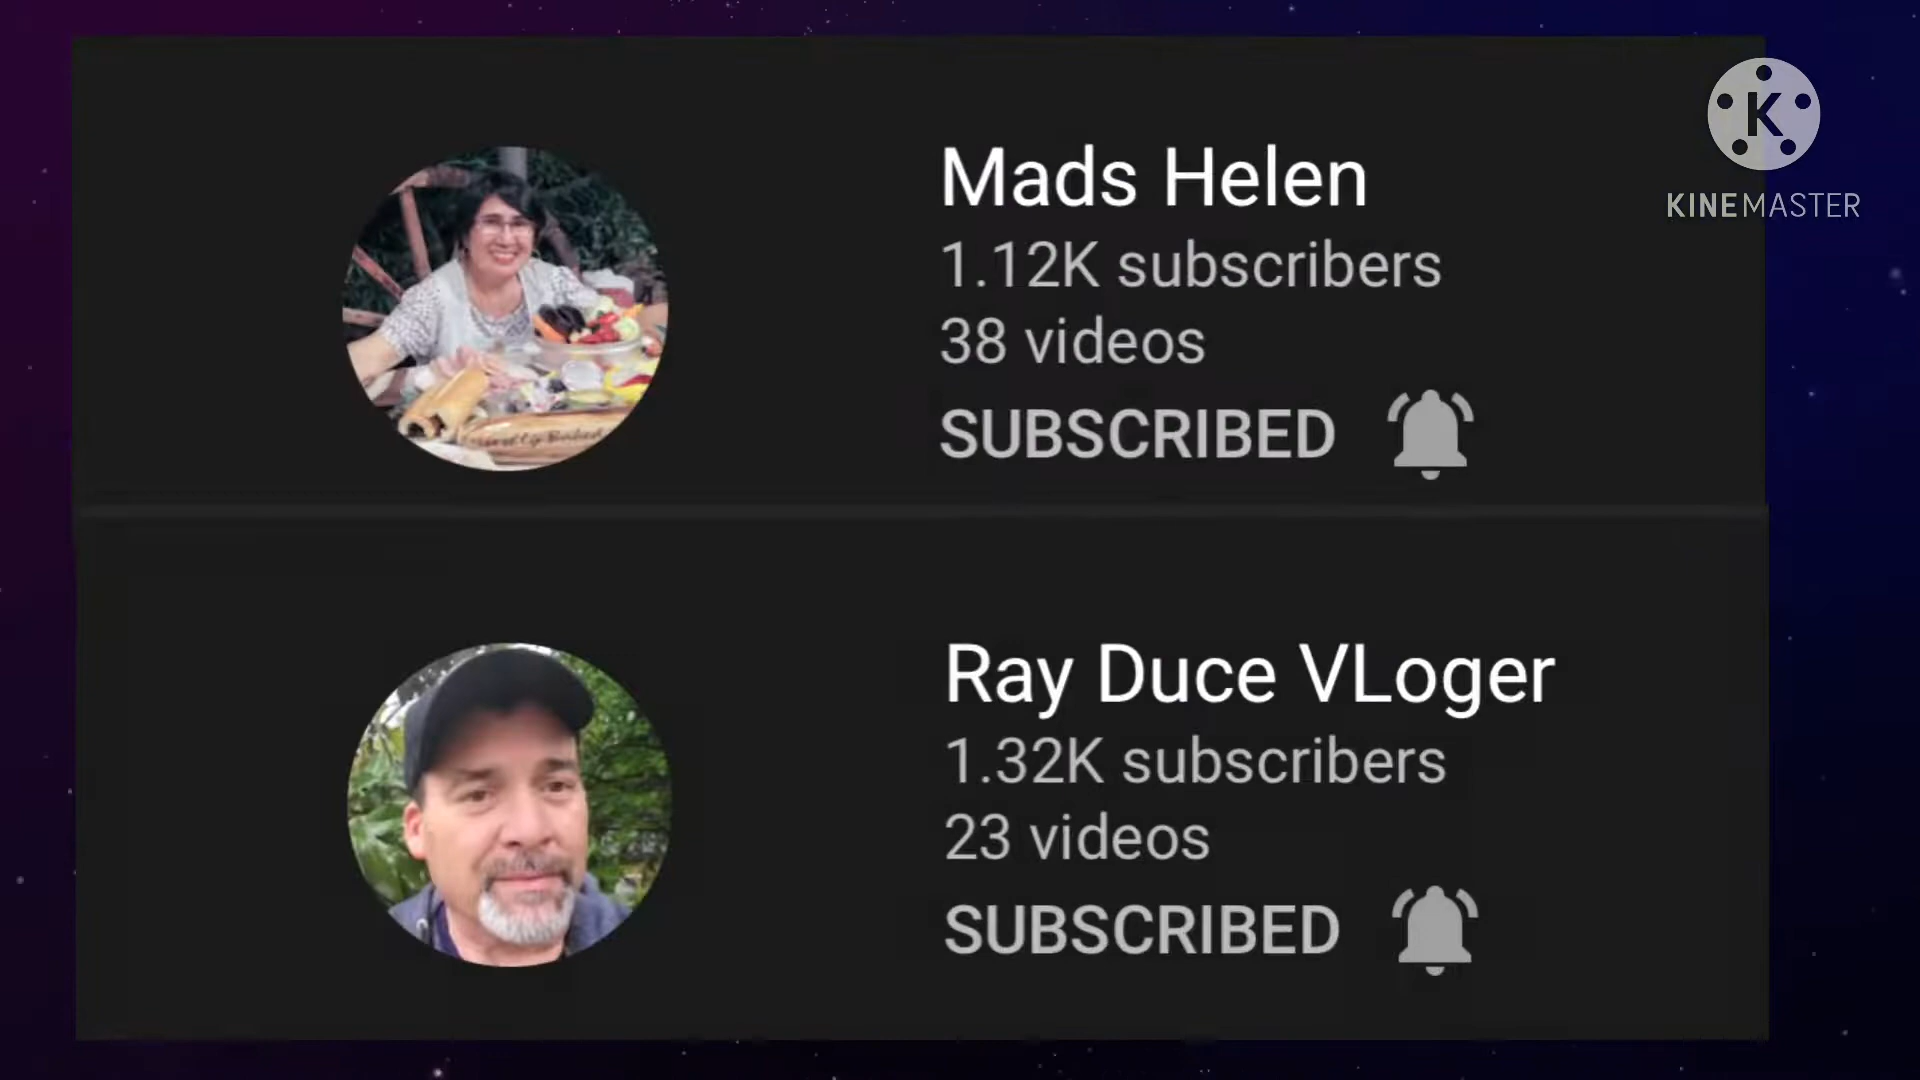 Mads Helen
1.12K subscribers
38 videos
SUBSCRIBED
K
KINEMASTER
Ray Duce VLoger
1.32K subscribers
23 videos
SUBSCRIBED